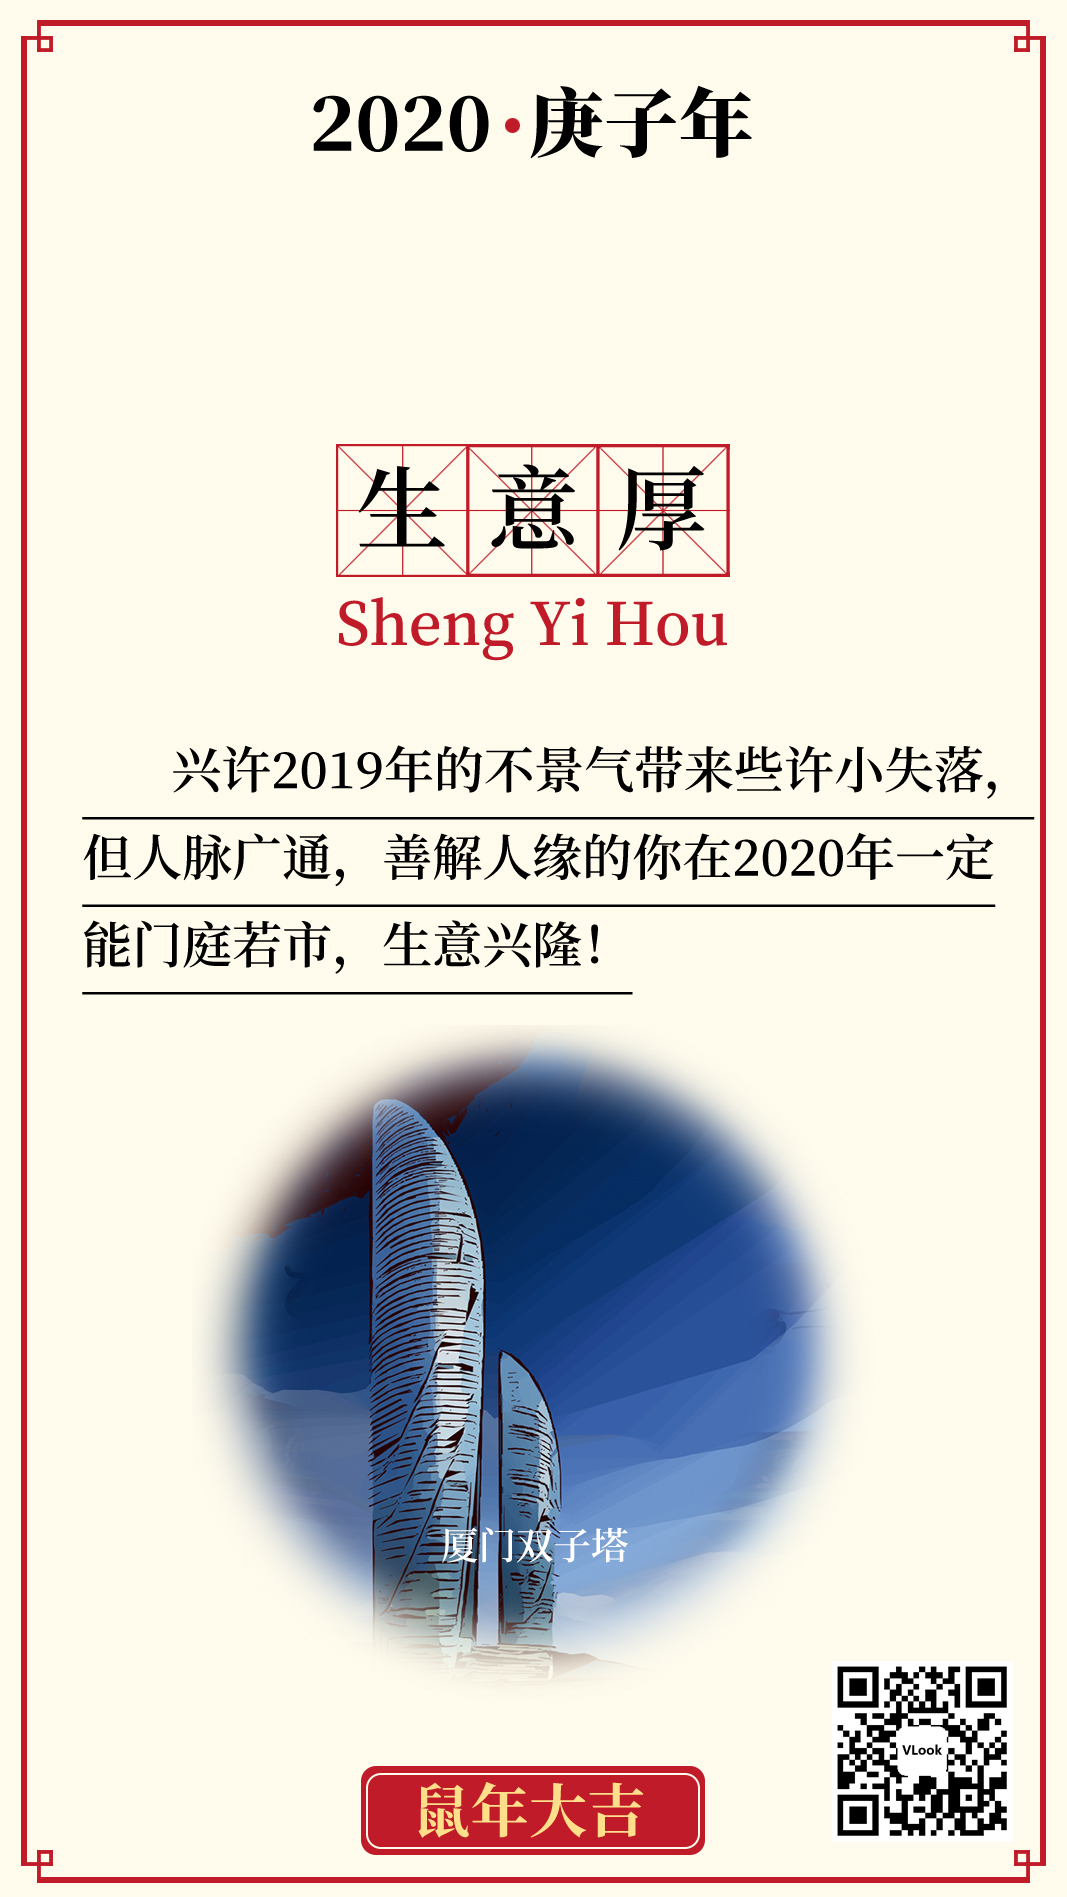 2020·庚子年
生意厚
Sheng Yi Hou
兴许2019年的不景气带来些许小失落，
但人脉广通，善解人缘的你在2020年一定
能门庭若市，生意兴隆！
厦门双子塔
VLook
鼠年大吉